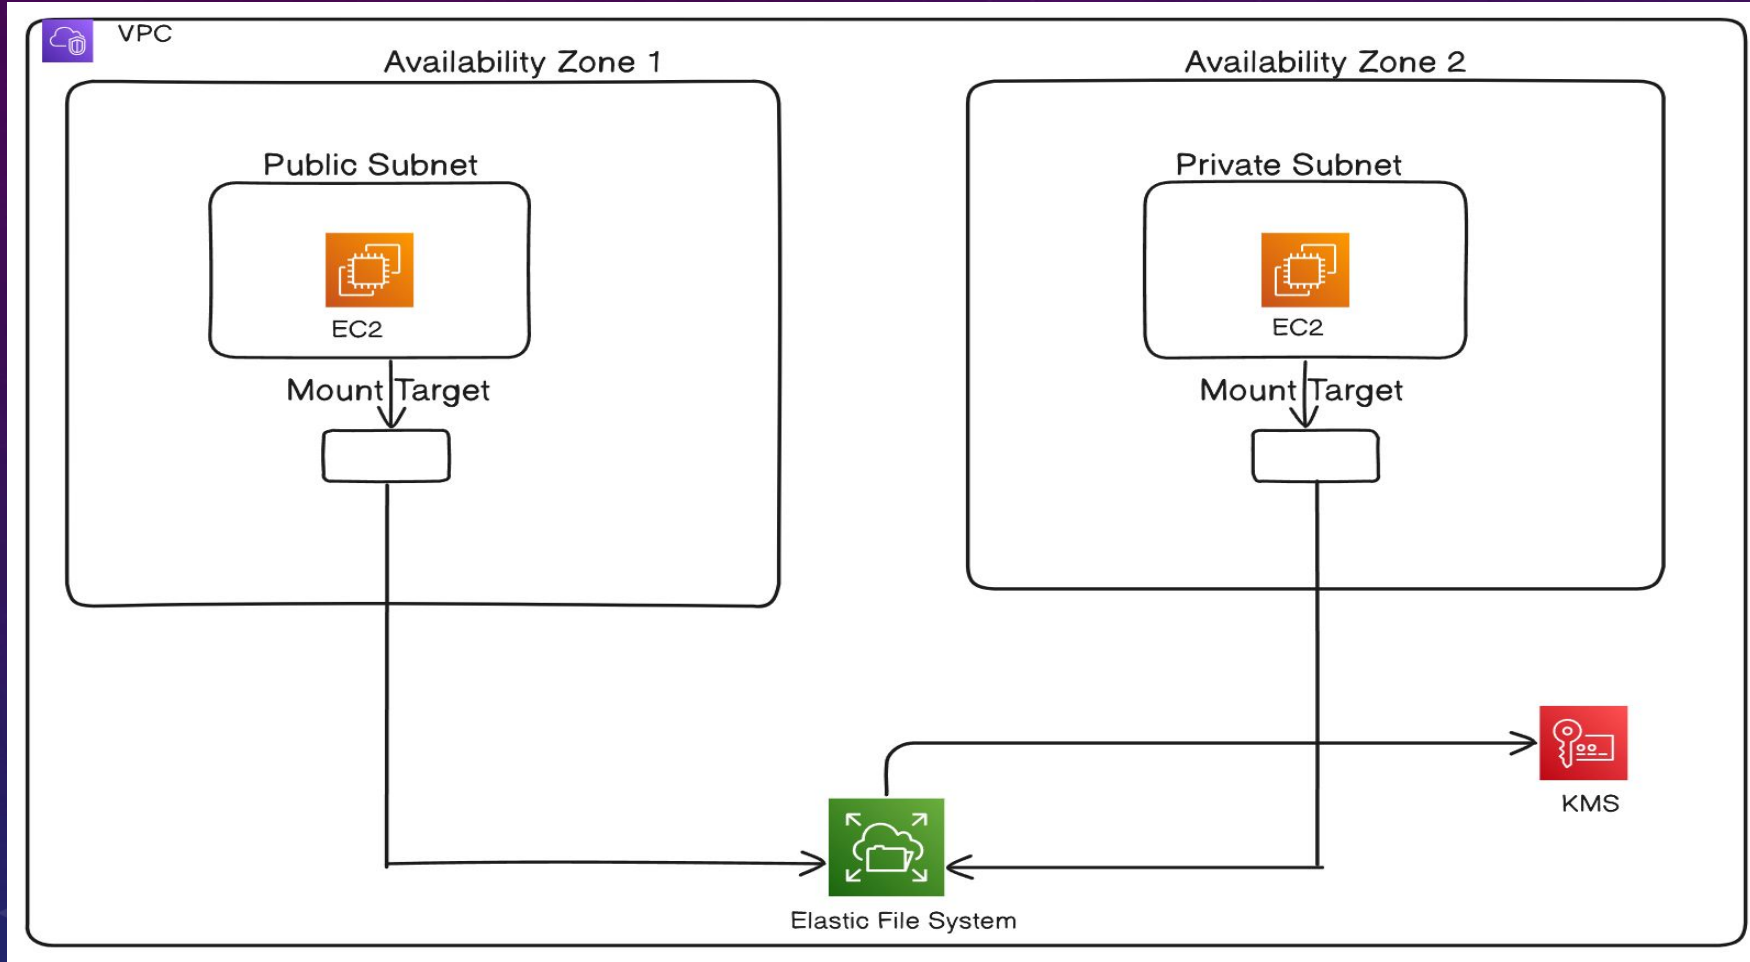 VPC
Availability Zone 1
Availability Zone 2
Public Subnet
Private Subnet
EC2
EC2
Mount Target
Mount Target
KMS
Elastic File System